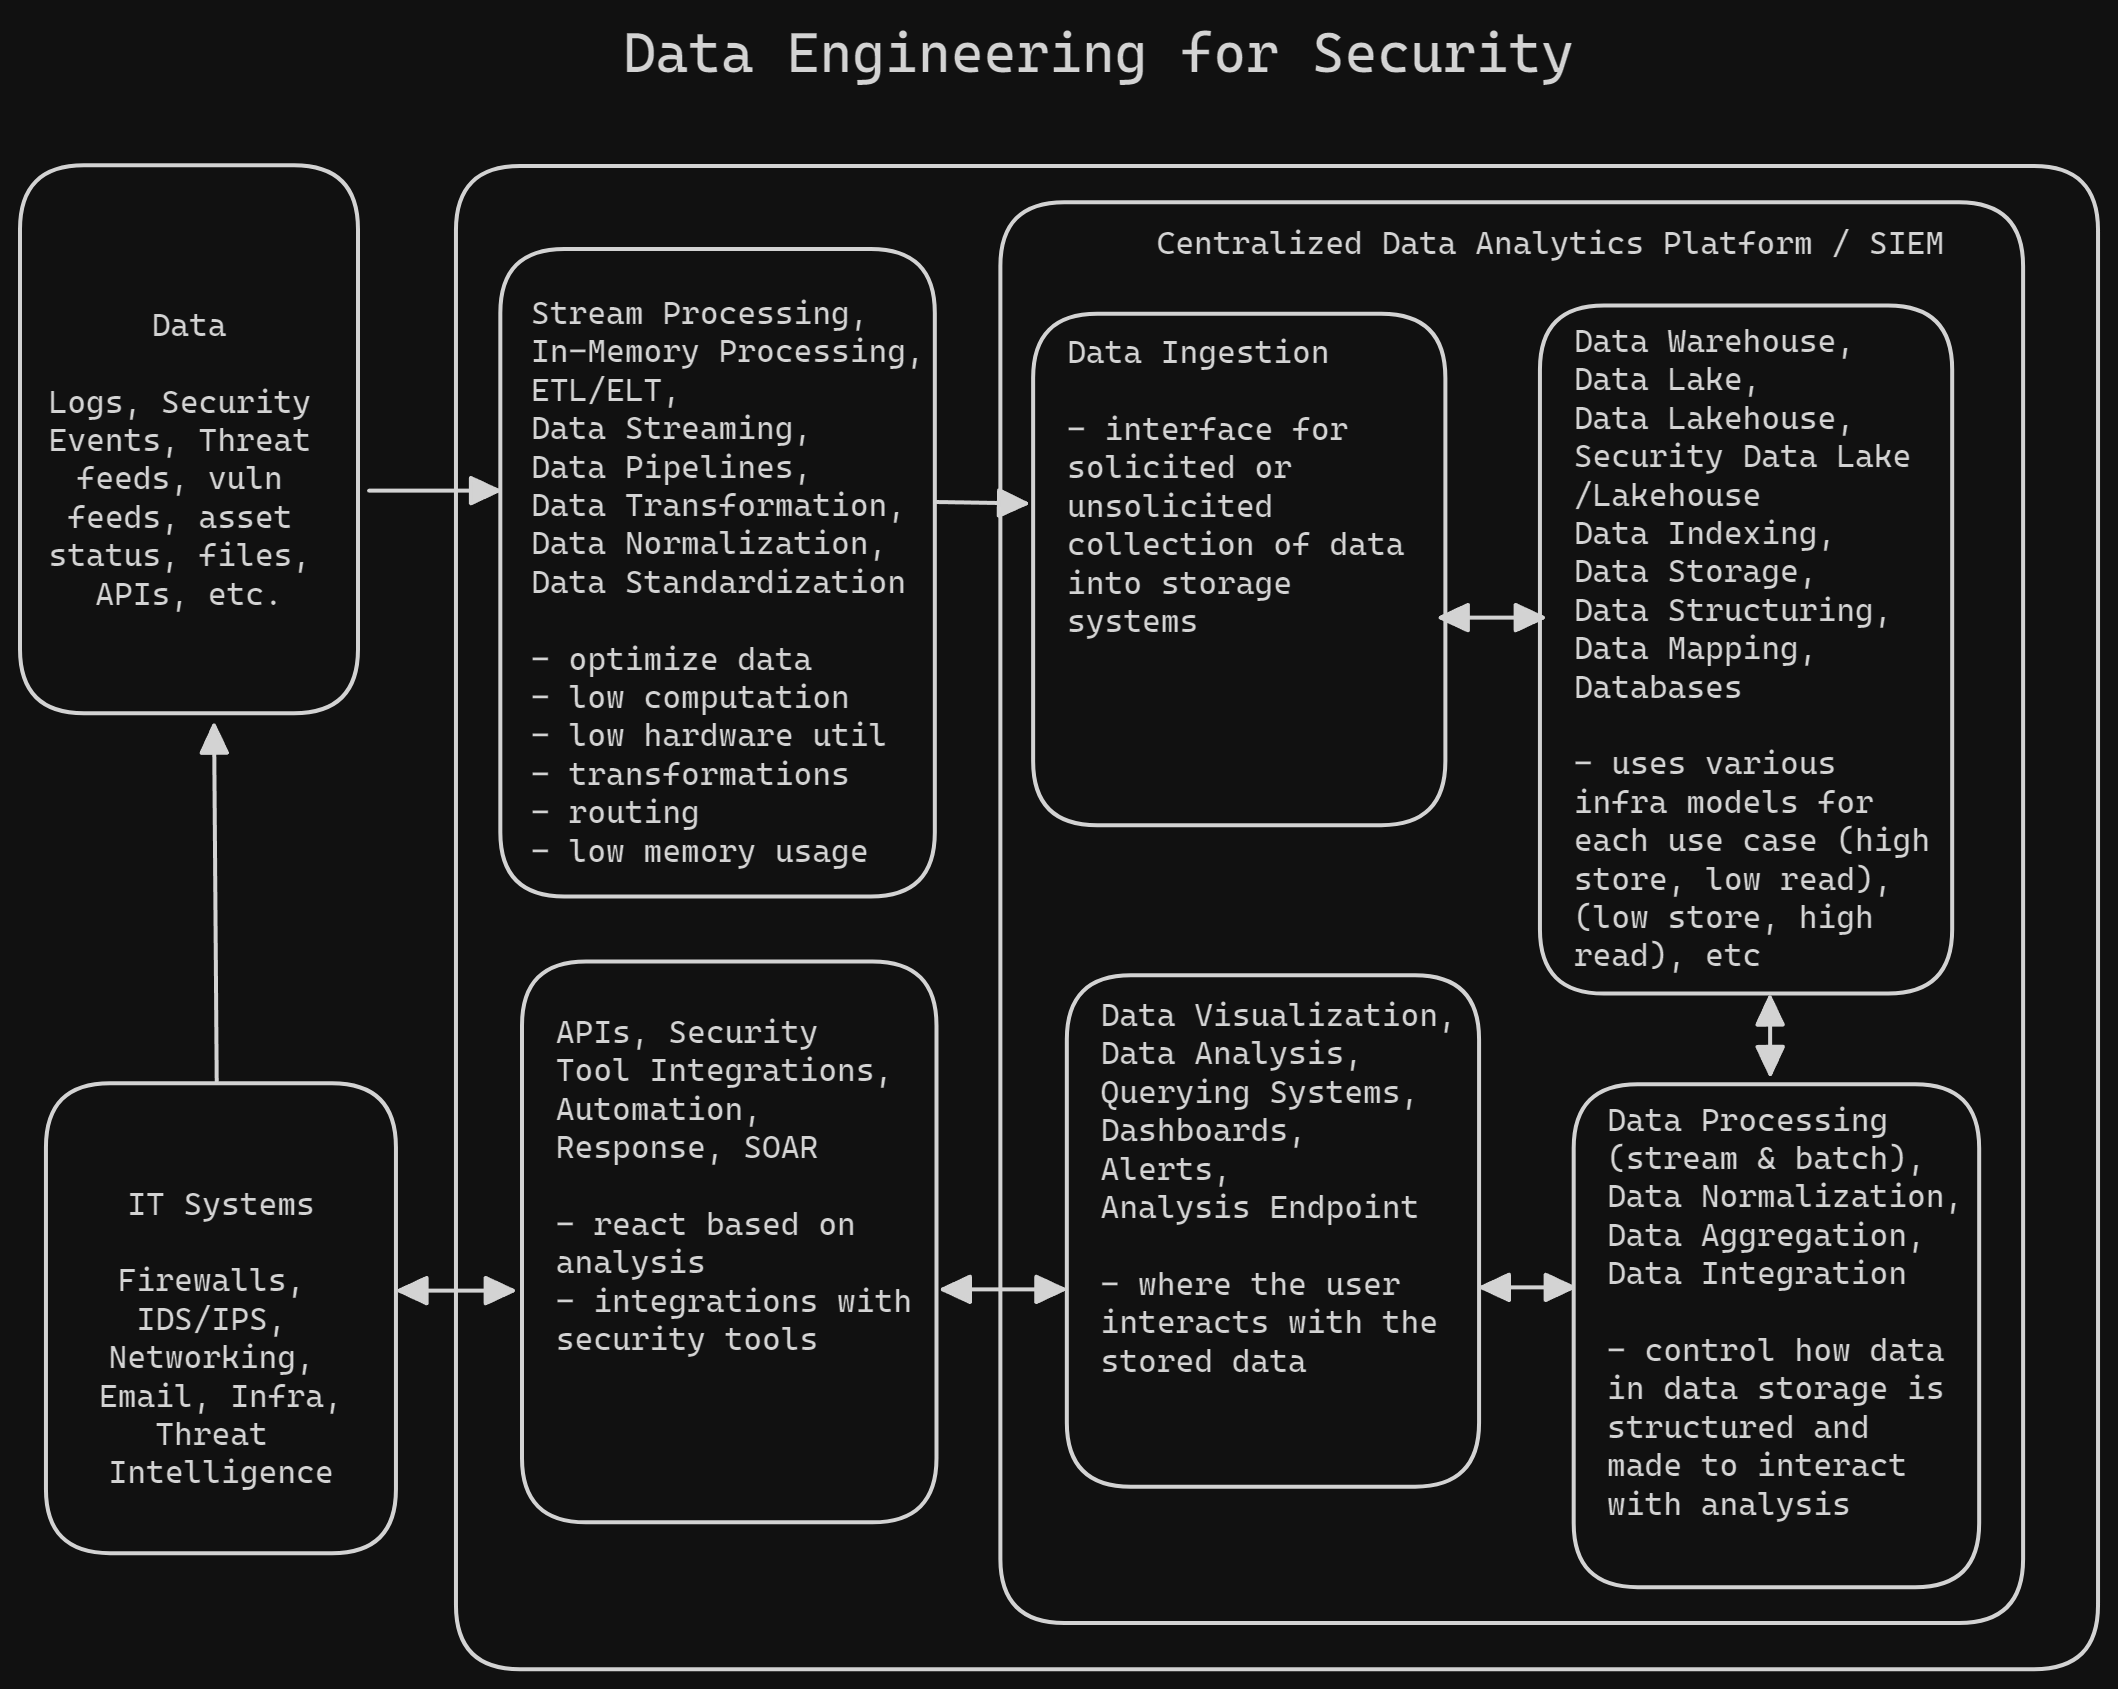 Data Engineering for Security
Data
Logs, Security
Events, Threat
feeds, vuln
feeds, asset
status, files,
APIs, etc.
Stream Processing,
In-Memory Processing,
ETL/ELT,
Data Streaming,
Data Pipelines,
Data Transformation,
Data Normalization,
Data Standardization
- optimize data
- low computation
- low hardware util
- transformations
- routing
- low memory usage
Centralized Data Analytics Platform / SIEM
Data Ingestion
- interface for
solicited or
unsolicited
collection of data
into storage
systems
Data Warehouse,
Data Lake,
Data Lakehouse,
Security Data Lake
/Lakehouse
Data Indexing,
Data Storage,
Data Structuring,
Data Mapping,
Databases
- uses various
infra models for
each use case (high
store, low read),
(low store, high
read), etc
IT Systems
Firewalls,
IDS/IPS,
Networking,
Email, Infra,
Threat
Intelligence
APIs, Security
Tool Integrations,
Automation,
Response, SOAR
- react based on
analysis
- integrations with
security tools
Data Visualization,
Data Analysis,
Querying Systems,
Dashboards,
Alerts,
Analysis Endpoint
- where the user
interacts with the
stored data
Data Processing
(stream & batch),
Data Normalization,
Data Aggregation,
Data Integration
- control how data
in data storage is
structured and
made to interact
with analysis